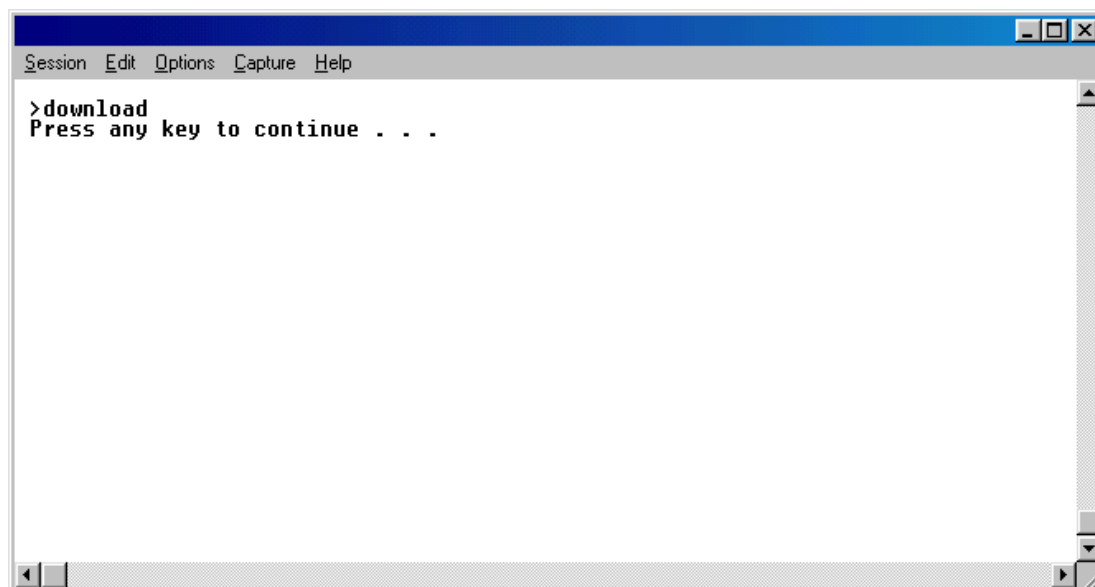 Session Edit Options Capture Help
>download
Press any key to continue . . .